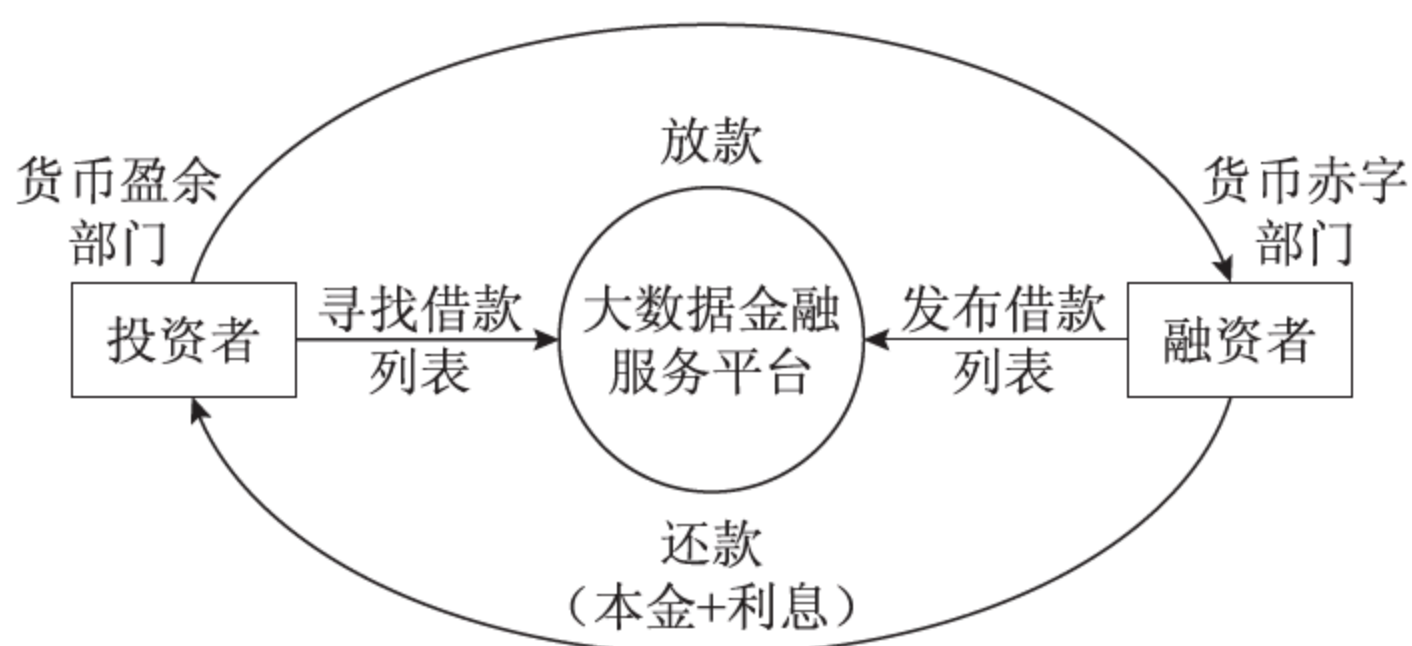 放款
货币盈余
部门
货币赤字
部门
投资者
寻找借款
列表
大数据金融
服务平台
发布借款
列表
融资者
还款
（本金+利息）